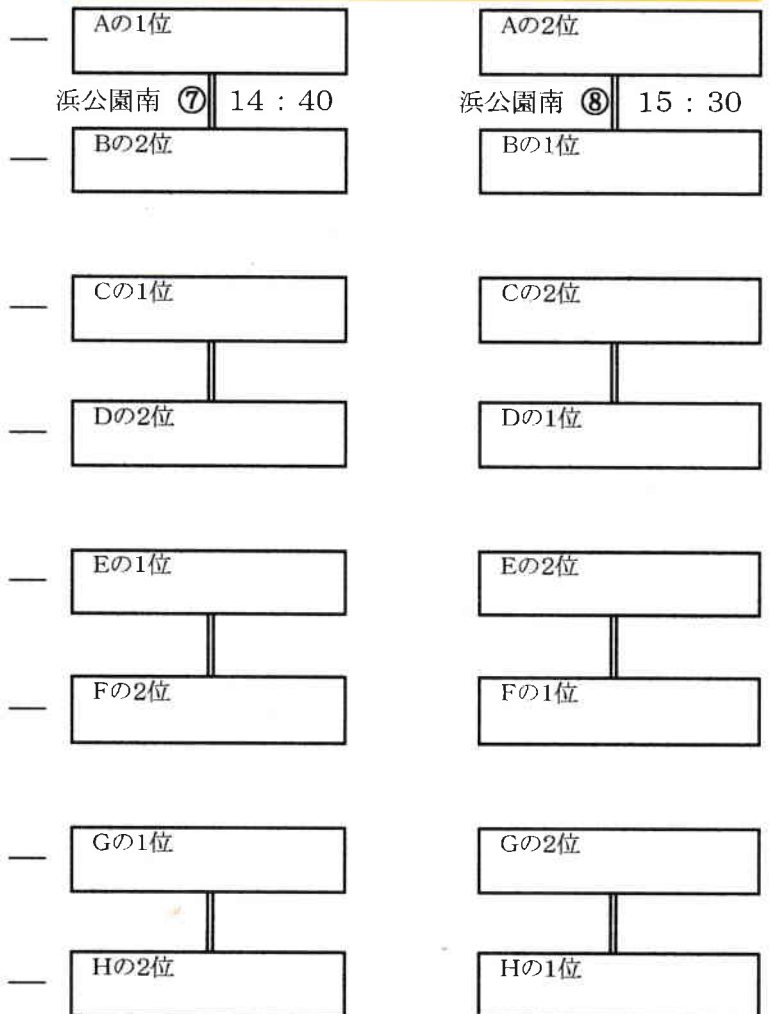 Aの1位 Aの2位
浜公園南 ⑦ 14 : 40 浜公園南 ⑧ 15 : 30
Bの2位 Bの1位
Cの1位 Cの2位
Dの2位 Dの1位
Eの1位 Eの2位
Fの2位 Fの1位
Gの1位 Gの2位
Hの2位 Hの1位